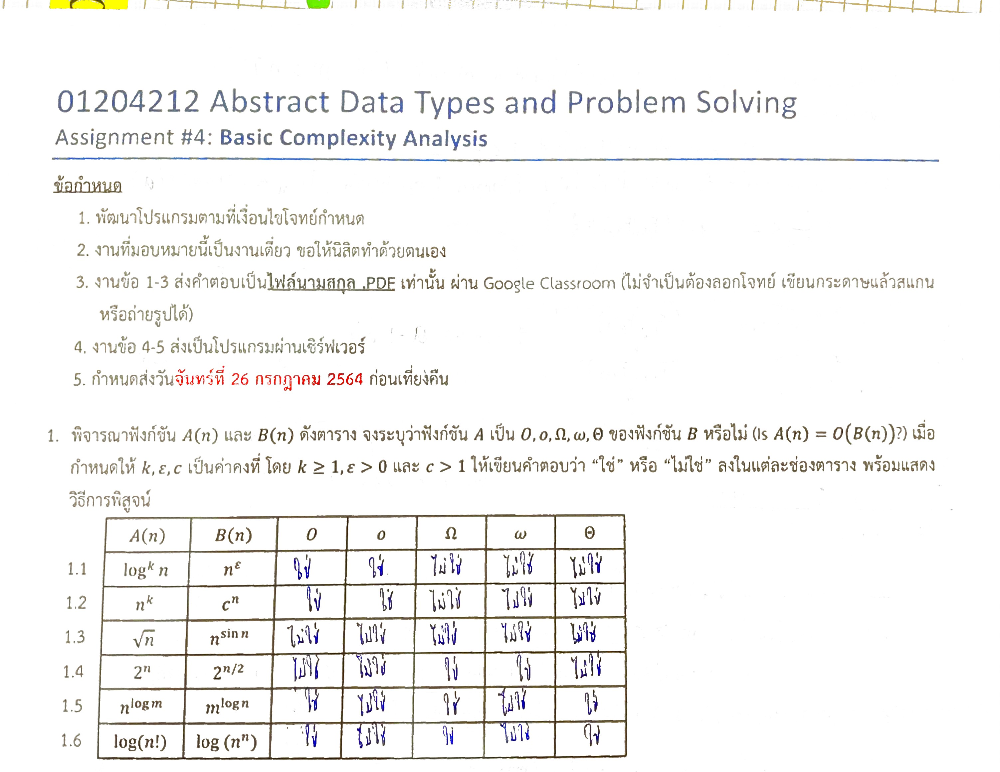 01204212 Abstract Data Types and Problem Solving
Assignment #4: Basic Complexity Analysis
ข้อกำหนด
1. พัฒนาโปรแกรมตามที่เงื่อนไขโจทย์กำหนด
2. งานที่มอบหมายนี้เป็นงานเดี่ยว ขอให้นิสิตทำด้วยตนเอง
3. งานข้อ 1-3 ส่งคำตอบเป็นไฟล์นามสกุล .PDF เท่านั้น ผ่าน Google Classroom (ไม่จำเป็นต้องลอกโจทย์ เขียนกระดาษแล้วสแกน
หรือถ่ายรูปได้)
4. งานข้อ 4-5 ส่งเป็นโปรแกรมผ่านเซิร์ฟเวอร์
5. กำหนดส่งวันจันทร์ที่ 26 กรกฎาคม 2564 ก่อนเที่ยงคืน
1. พิจารณาฟังก์ชัน A(n) และ B(n) ดังตาราง จงระบุว่าฟังก์ชัน A เป็น O, o, Ω, ω, Θ ของฟังก์ชัน B หรือไม่ (Is A(n) = O(B(n))?) เมื่อ
กำหนดให้ k, ε, c เป็นค่าคงที่ โดย k ≥ 1, ε > 0 และ c > 1 ให้เขียนคำตอบว่า “ใช่” หรือ “ไม่ใช่” ลงในแต่ละช่องตาราง พร้อมแสดง
วิธีการพิสูจน์
A(n) B(n) O o Ω ω Θ
1.1 logᵏ n n^ε ใช่ ใช่ ไม่ใช่ ไม่ใช่ ไม่ใช่
1.2 nᵏ cⁿ ใช่ ใช่ ไม่ใช่ ไม่ใช่ ไม่ใช่
1.3 √n n^sin n ไม่ใช่ ไม่ใช่ ไม่ใช่ ไม่ใช่ ไม่ใช่
1.4 2ⁿ 2^n/2 ไม่ใช่ ไม่ใช่ ใช่ ใช่ ไม่ใช่
1.5 n^log m m^log n ใช่ ไม่ใช่ ใช่ ไม่ใช่ ใช่
1.6 log(n!) log (nⁿ) ใช่ ไม่ใช่ ใช่ ไม่ใช่ ใช่